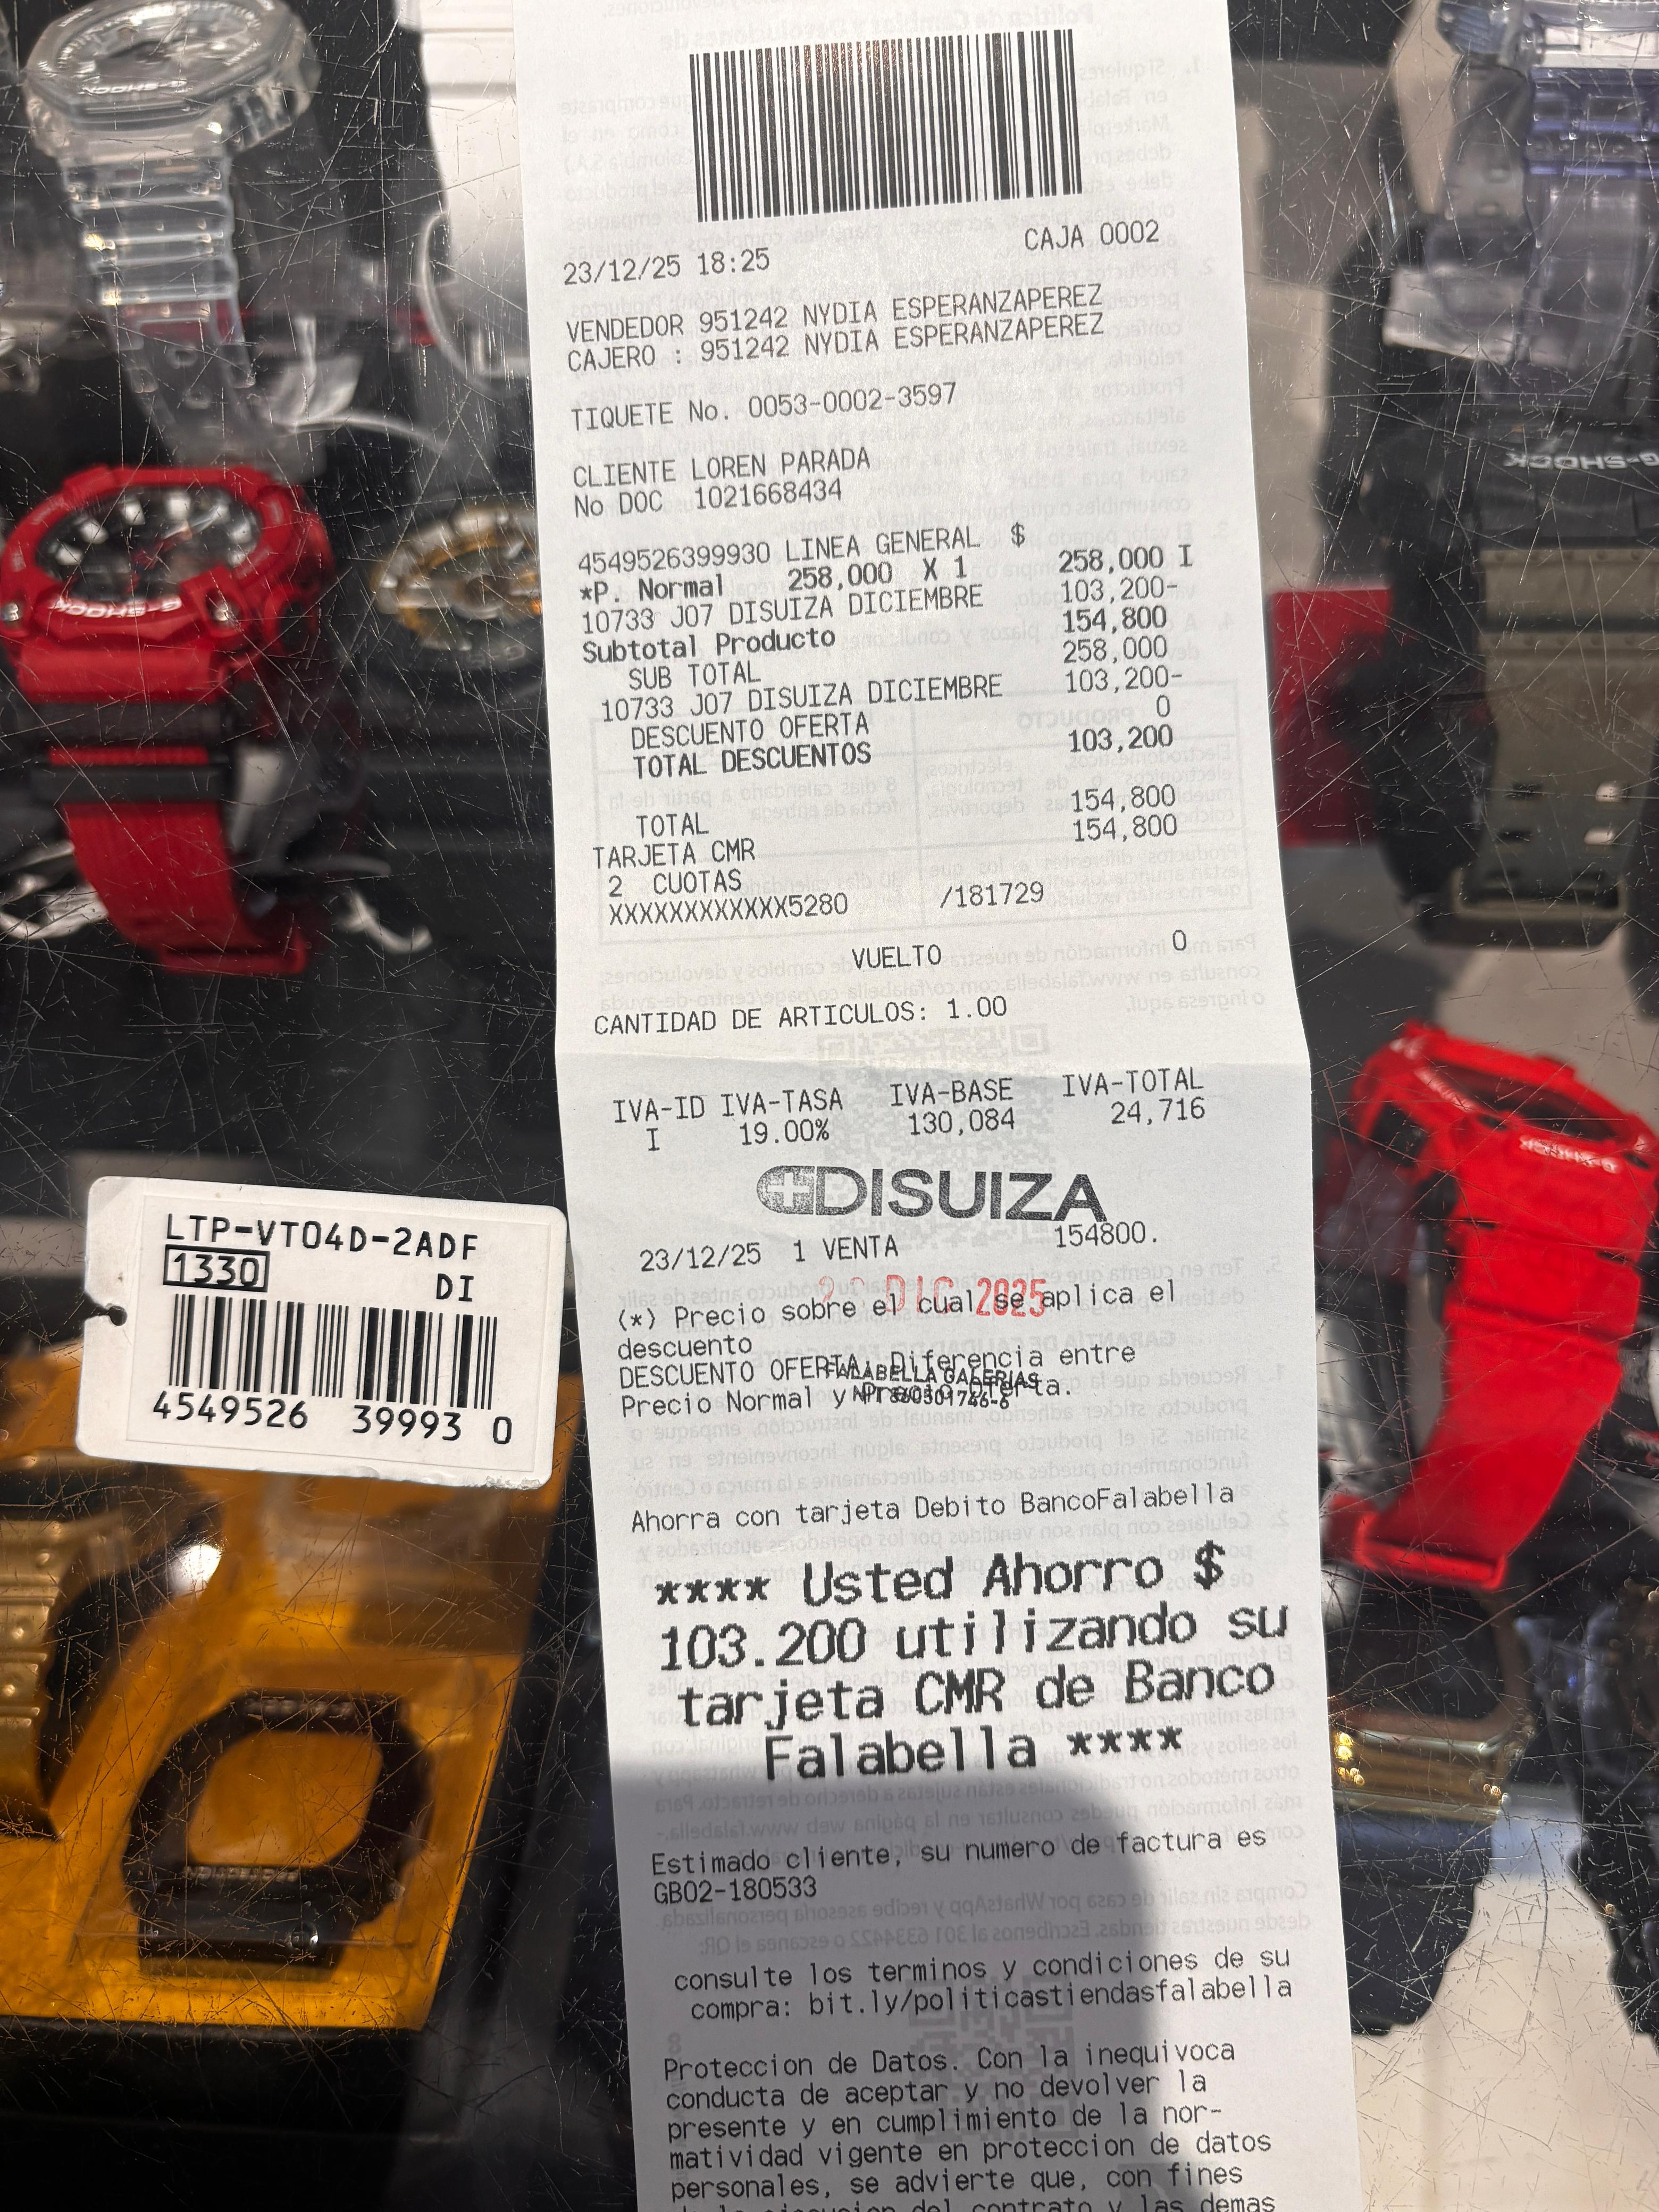 23/12/25 18:25 CAJA 0002
VENDEDOR 951242 NYDIA ESPERANZAPEREZ
CAJERO : 951242 NYDIA ESPERANZAPEREZ
TIQUETE No. 0053-0002-3597
CLIENTE LOREN PARADA
No DOC 1021668434
4549526399930 LINEA GENERAL $
*P. Normal 258,000 X 1 258,000 I
10733 J07 DISUIZA DICIEMBRE 103,200-
Subtotal Producto 154,800
SUB TOTAL 258,000
10733 J07 DISUIZA DICIEMBRE 103,200-
DESCUENTO OFERTA 0
TOTAL DESCUENTOS 103,200
TOTAL 154,800
TARJETA CMR 154,800
2 CUOTAS
XXXXXXXXXXXX5280 /181729
VUELTO 0
CANTIDAD DE ARTICULOS: 1.00
IVA-ID IVA-TASA IVA-BASE IVA-TOTAL
I 19.00% 130,084 24,716
DISUIZA
23/12/25 1 VENTA 154800.
DIC 2025
(*) Precio sobre el cual se aplica el
descuento
DESCUENTO OFERTA: Diferencia entre
Precio Normal y Precio Oferta.
FALABELLA GALERIAS
Ahorra con tarjeta Debito BancoFalabella
**** Usted Ahorro $
103.200 utilizando su
tarjeta CMR de Banco
Falabella ****
Estimado cliente, su numero de factura es
GB02-180533
consulte los terminos y condiciones de su
compra: bit.ly/politicastiendasfalabella
Proteccion de Datos. Con la inequivoca
conducta de aceptar y no devolver la
presente y en cumplimiento de la nor-
matividad vigente en proteccion de datos
personales, se advierte que, con fines
del contrato y las demas
LTP-VT04D-2ADF
1330 DI
4549526 39993 0
G-SHOCK
G-SHOCK
G-SHOCK